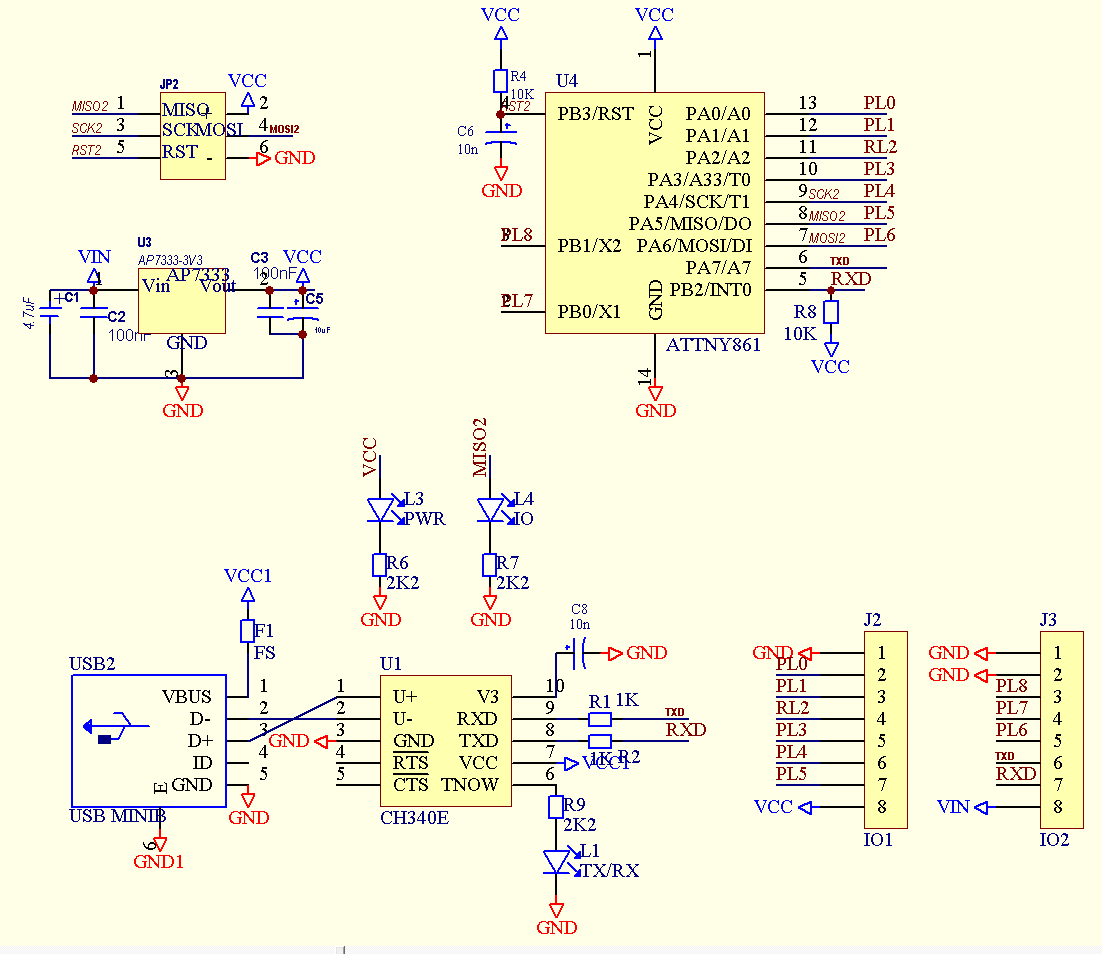 JP2
VCC
MISO2 1 MISO + 2
SCK2 3 SCK MOSI 4 MOSI2
RST2 5 RST - 6 GND
VCC
R4
10K
4
RST2
C6
10n
GND
VCC
1
U4
PB3/RST VCC PA0/A0 13 PL0
PA1/A1 12 PL1
PA2/A2 11 RL2
PA3/A33/T0 10 PL3
PA4/SCK/T1 9 SCK2 PL4
PA5/MISO/DO 8 MISO2 PL5
PL8 PB1/X2 PA6/MOSI/DI 7 MOSI2 PL6
PA7/A7 6 TXD
PB2/INT0 5 RXD
PL7 PB0/X1 GND
R8
10K
VCC
ATTNY861
14
GND
U3
AP7333-3V3
AP7333
VIN 1 Vin Vout 2 VCC
C3
100nF
C1
4.7uF
C2
100nF
C5
10uF
GND
3
GND
VCC
L3
PWR
R6
2K2
GND
MISO2
L4
IO
R7
2K2
GND
VCC1
F1
FS
USB2
VBUS 1
D- 2
D+ 3
ID 4
GND 5
E
USB MINIB
6
GND1
GND
U1
1 U+ V3 10
2 U- RXD 9
GND 3 GND TXD 8
4 RTS VCC 7
5 CTS TNOW 6
CH340E
C8
10n
GND
R1 1K TXD
RXD
1K R2
VCC1
R9
2K2
L1
TX/RX
GND
J2
GND 1
PL0 2
PL1 3
RL2 4
PL3 5
PL4 6
PL5 7
VCC 8
IO1
J3
GND 1
GND 2
PL8 3
PL7 4
PL6 5
TXD 6
RXD 7
VIN 8
IO2